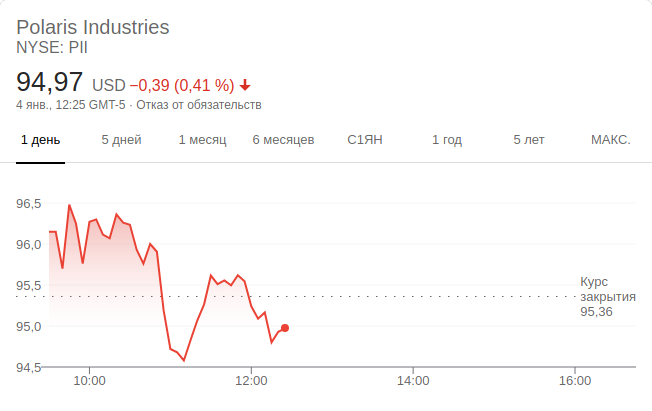 Polaris Industries
NYSE: PII
94,97 USD −0,39 (0,41 %)
4 янв., 12:25 GMT-5 · Отказ от обязательств
1 день 5 дней 1 месяц 6 месяцев С1ЯН 1 год 5 лет МАКС.
96.5
96.0
95.5
95.0
94,5
Курс
закрытия
95,36
10:00 12:00 14:00 16:00